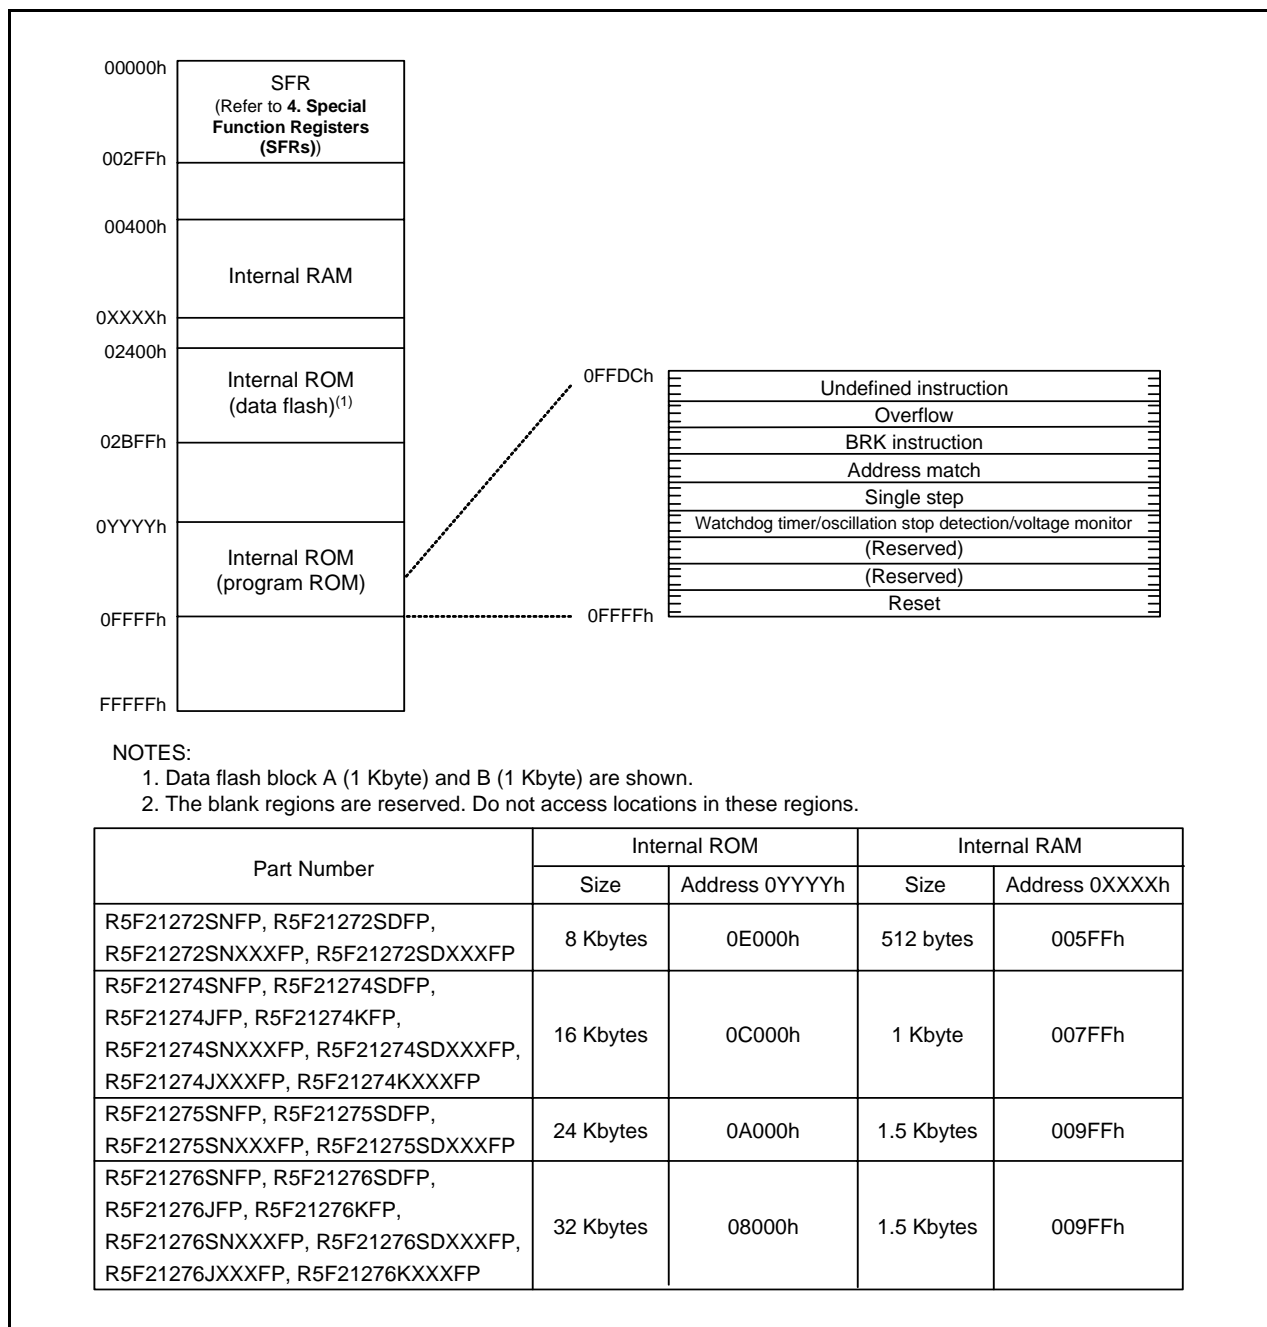 00000h
SFR
(Refer to 4. Special
Function Registers
(SFRs))
002FFh
00400h
Internal RAM
0XXXXh
02400h
Internal ROM
(data flash)(1)
02BFFh
0YYYYh
Internal ROM
(program ROM)
0FFFFh
FFFFFh
0FFDCh
Undefined instruction
Overflow
BRK instruction
Address match
Single step
Watchdog timer/oscillation stop detection/voltage monitor
(Reserved)
(Reserved)
Reset
0FFFFh
NOTES:
1. Data flash block A (1 Kbyte) and B (1 Kbyte) are shown.
2. The blank regions are reserved. Do not access locations in these regions.
Part Number
Internal ROM
Internal RAM
Size
Address 0YYYYh
Size
Address 0XXXXh
R5F21272SNFP, R5F21272SDFP,
R5F21272SNXXXFP, R5F21272SDXXXFP
8 Kbytes
0E000h
512 bytes
005FFh
R5F21274SNFP, R5F21274SDFP,
R5F21274JFP, R5F21274KFP,
R5F21274SNXXXFP, R5F21274SDXXXFP,
R5F21274JXXXFP, R5F21274KXXXFP
16 Kbytes
0C000h
1 Kbyte
007FFh
R5F21275SNFP, R5F21275SDFP,
R5F21275SNXXXFP, R5F21275SDXXXFP
24 Kbytes
0A000h
1.5 Kbytes
009FFh
R5F21276SNFP, R5F21276SDFP,
R5F21276JFP, R5F21276KFP,
R5F21276SNXXXFP, R5F21276SDXXXFP,
R5F21276JXXXFP, R5F21276KXXXFP
32 Kbytes
08000h
1.5 Kbytes
009FFh